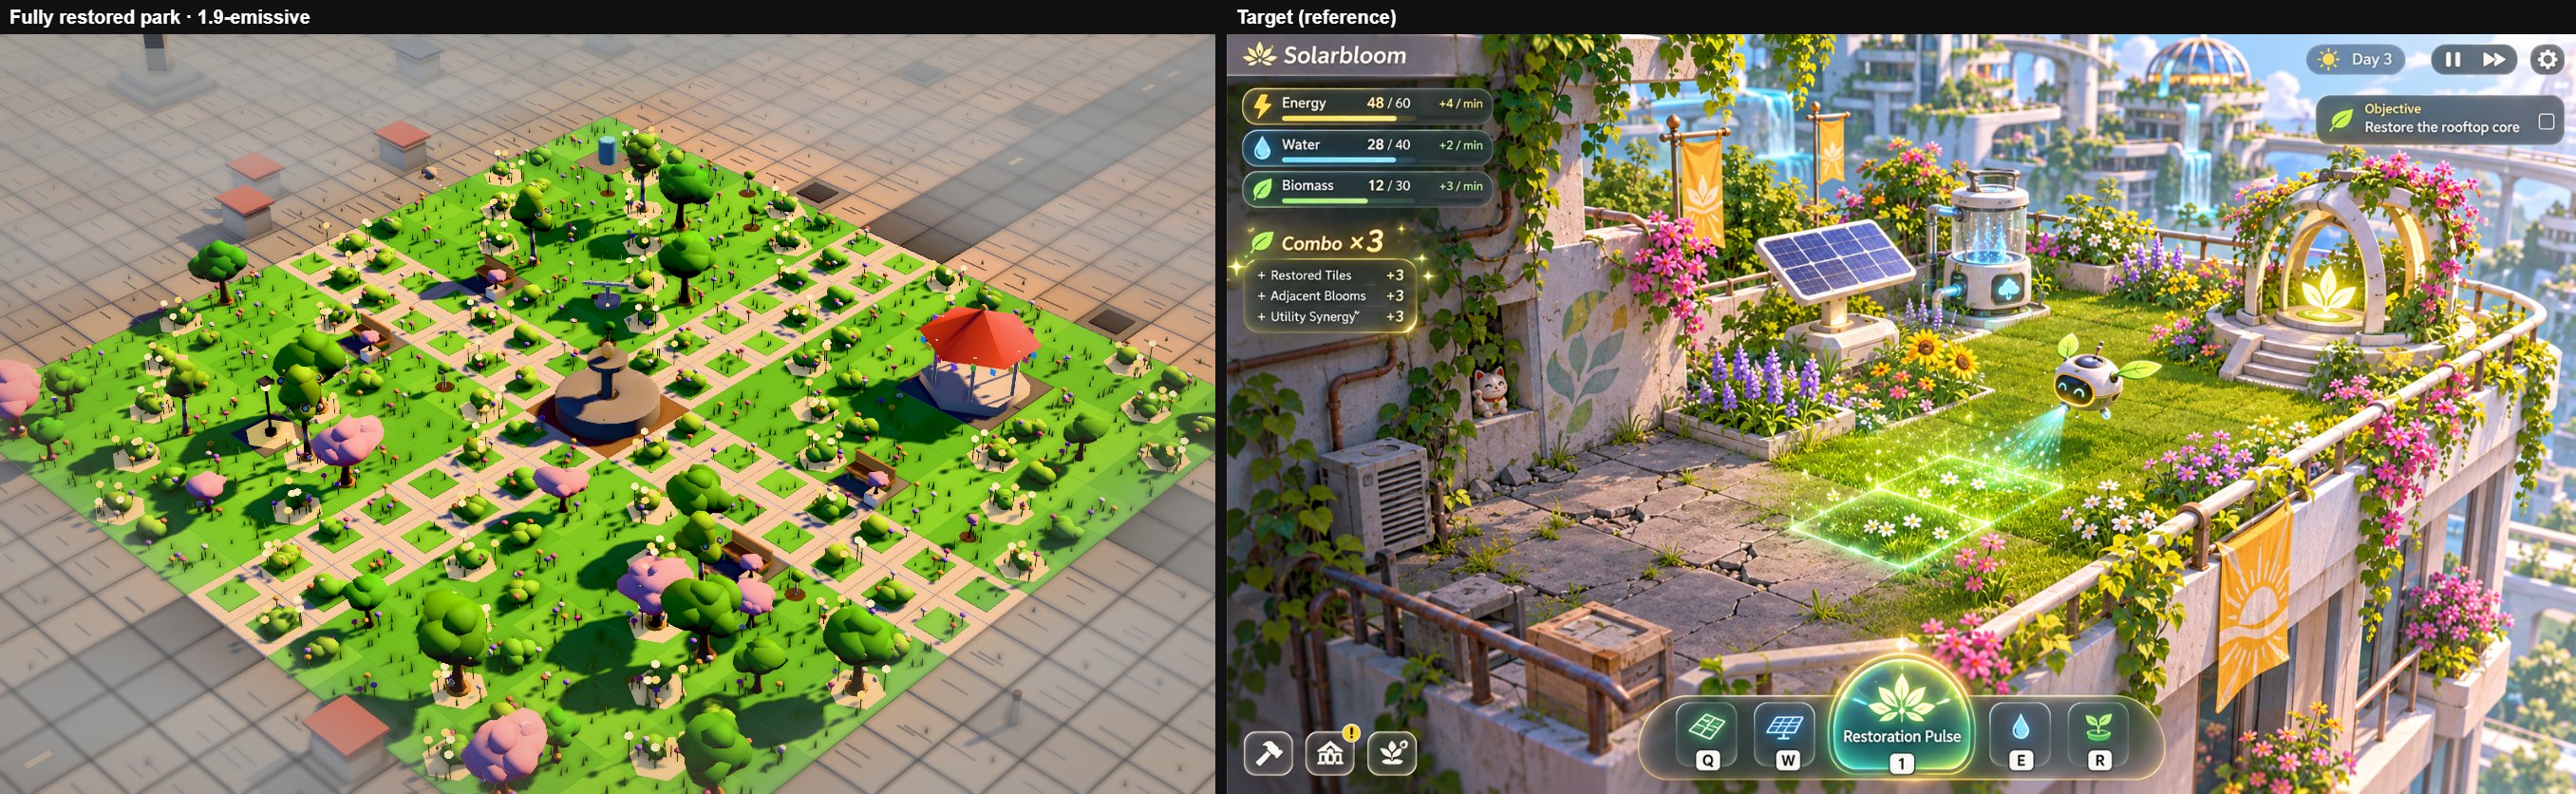 Fully restored park · 1.9-emissive
Target (reference)
Solarbloom
Day 3
Energy 48 / 60 +4 / min
Water 28 / 40 +2 / min
Biomass 12 / 30 +3 / min
Objective
Restore the rooftop core
Combo ×3
+ Restored Tiles +3
+ Adjacent Blooms +3
+ Utility Synergy +3
!
Restoration Pulse
Q W 1 E R